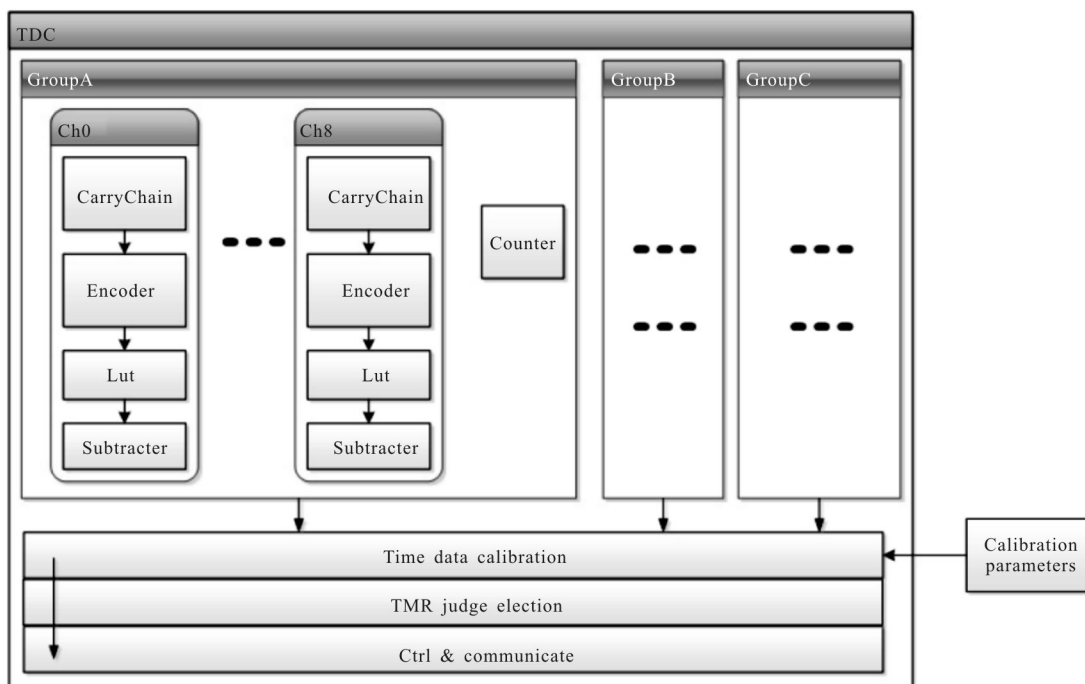 TDC
GroupA
GroupB
GroupC
Ch0
Ch8
CarryChain
CarryChain
Counter
Encoder
Encoder
Lut
Lut
Subtracter
Subtracter
Time data calibration
Calibration
parameters
TMR judge election
Ctrl & communicate